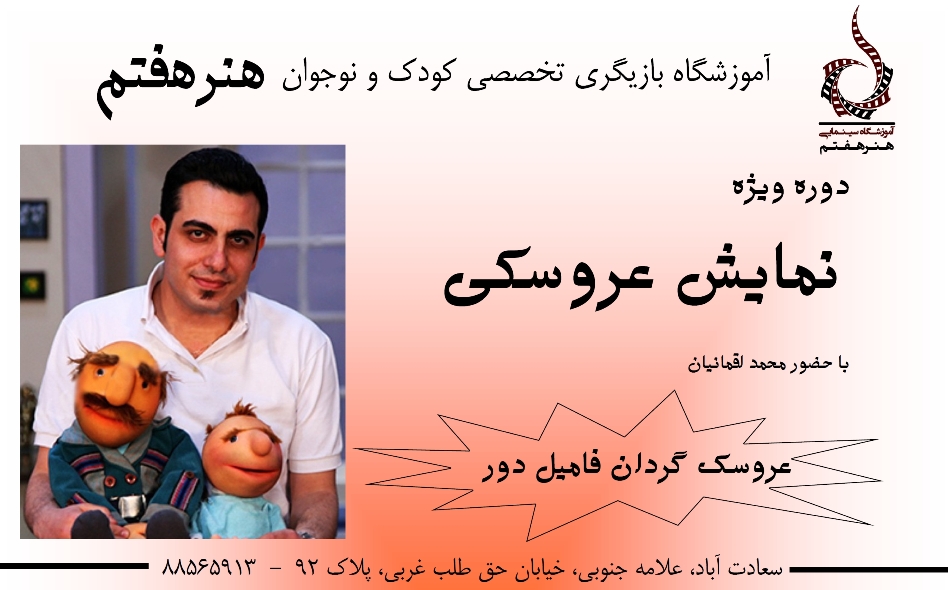 آموزشگاه بازیگری تخصصی کودک و نوجوان هنرهفتم
آموزشگاه سینمایی
هنرهفتم
دوره ویژه
نمایش عروسکی
با حضور محمد لقمانیان
عروسک گردان فامیل دور
سعادت آباد، علامه جنوبی، خیابان حق طلب غربی، پلاک ۹۲ - ۸۸۵۶۵۹۱۳